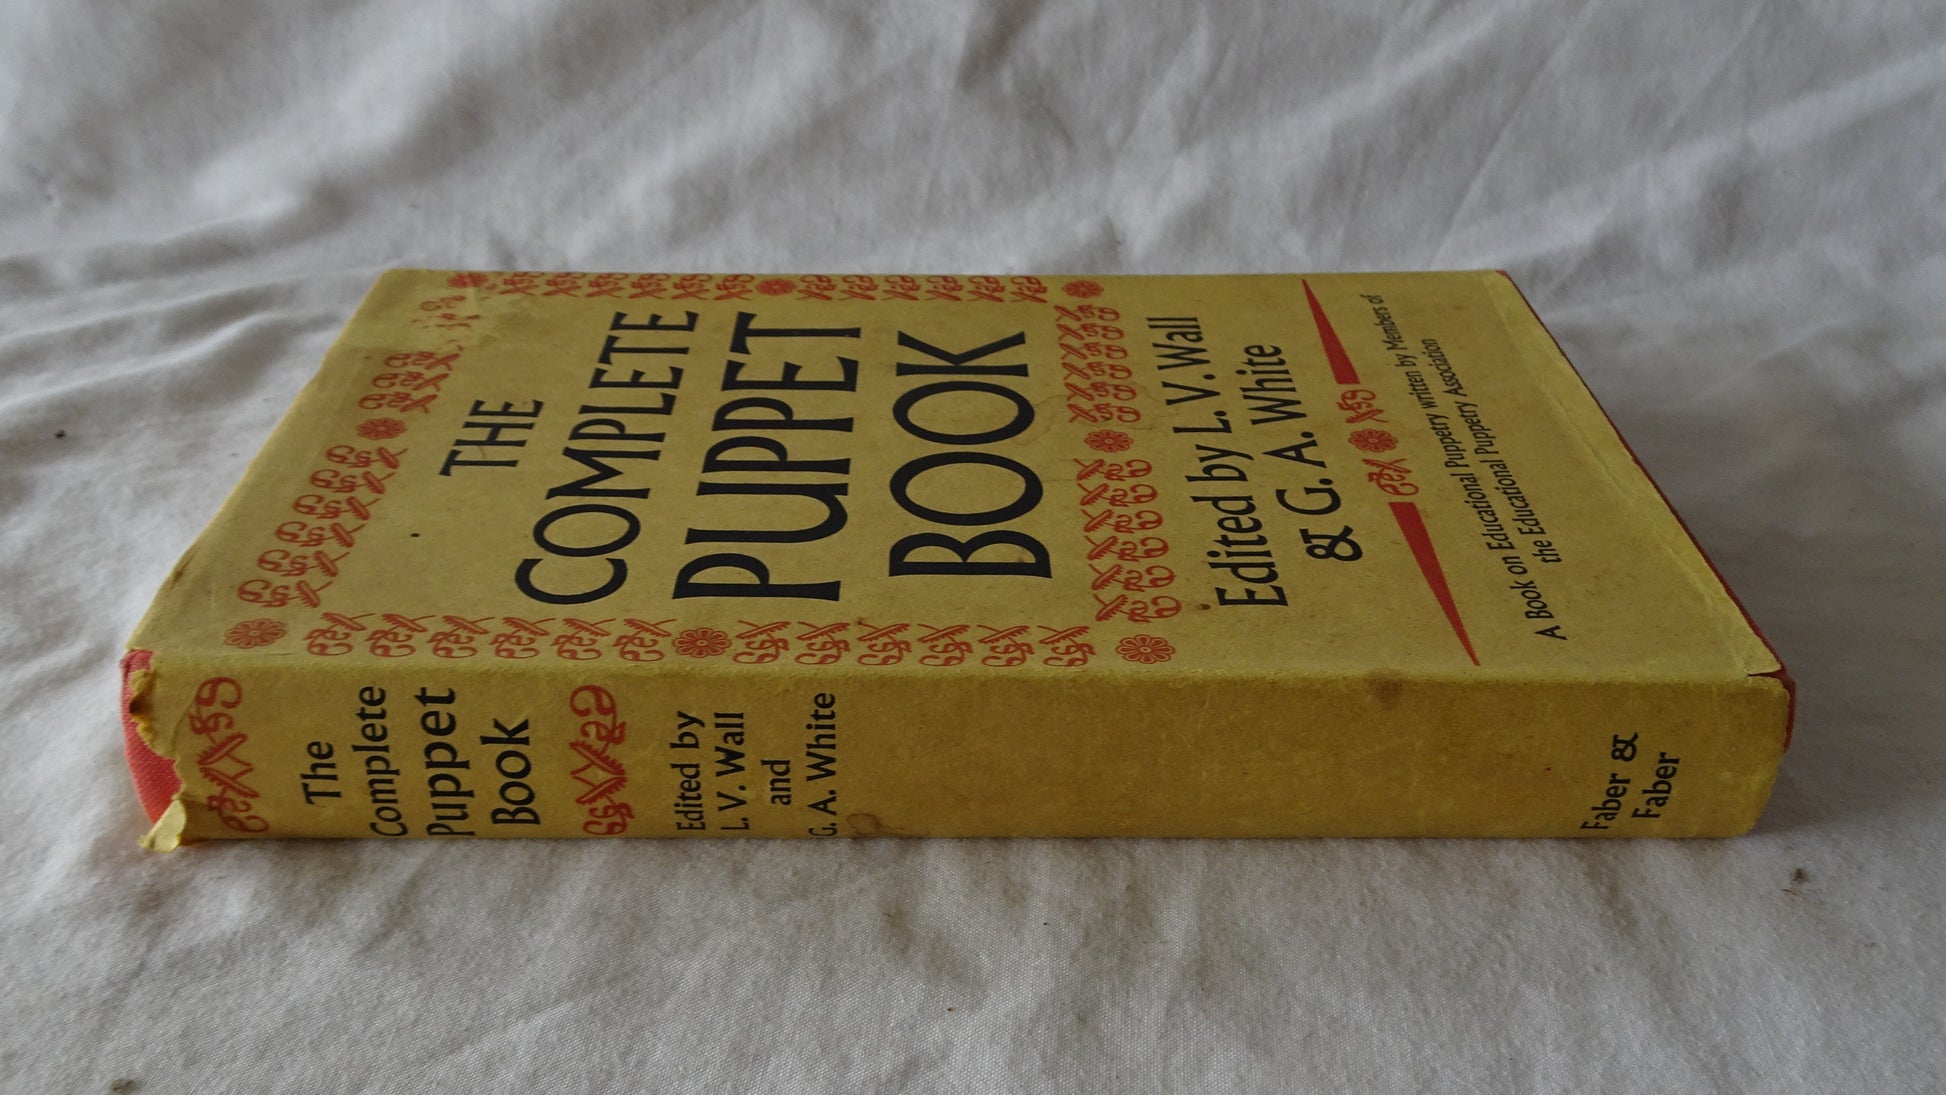 THE
COMPLETE
PUPPET
BOOK
Edited by L. V. Wall
& G. A. White
A Book on Educational Puppetry written by Members of
the Educational Puppetry Association
The
Complete
Puppet
Book
Edited by
L. V. Wall
and
G. A. White
Faber &
Faber